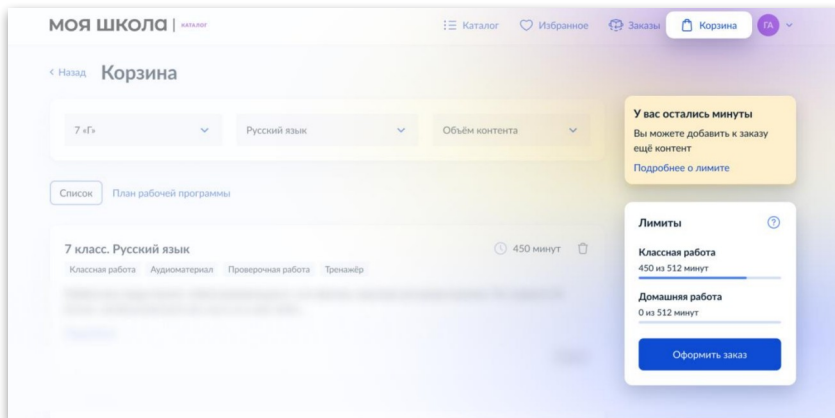 МОЯ ШКОЛА | КАТАЛОГ
Каталог
Избранное
Заказы
Корзина
ГА
< Назад
Корзина
7 «Г»
Русский язык
Объём контента
Список
План рабочей программы
7 класс. Русский язык
450 минут
Классная работа
Аудиоматериал
Проверочная работа
Тренажёр
У вас остались минуты
Вы можете добавить к заказу
ещё контент
Подробнее о лимите
Лимиты
?
Классная работа
450 из 512 минут
Домашняя работа
0 из 512 минут
Оформить заказ